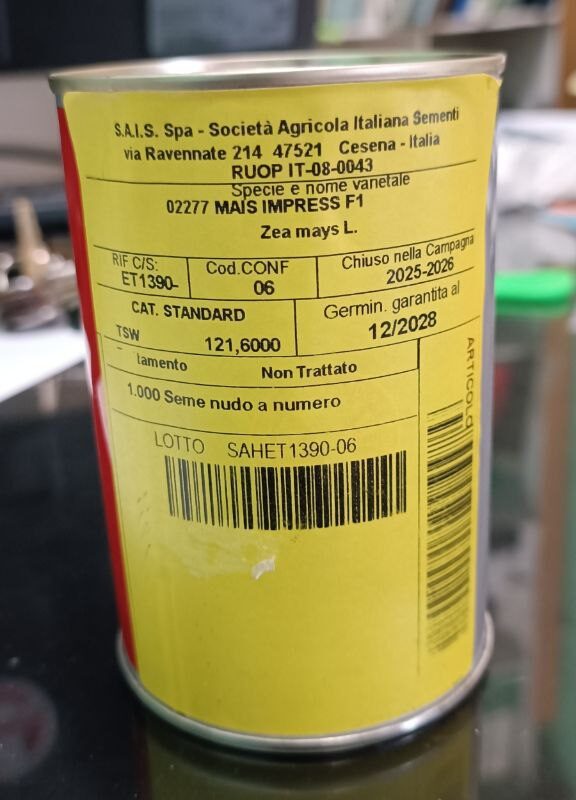 S.A.I.S. Spa - Società Agricola Italiana Sementi
via Ravennate 214 47521 Cesena - Italia
RUOP IT-08-0043
Specie e nome varietale
02277 MAIS IMPRESS F1
Zea mays L.
RIF C/S: Cod.CONF Chiuso nella Campagna
ET1390- 06 2025-2026
CAT. STANDARD Germin. garantita al
TSW 121,6000 12/2028
tamento Non Trattato
1.000 Seme nudo a numero
LOTTO SAHET1390-06
ARTICOLO